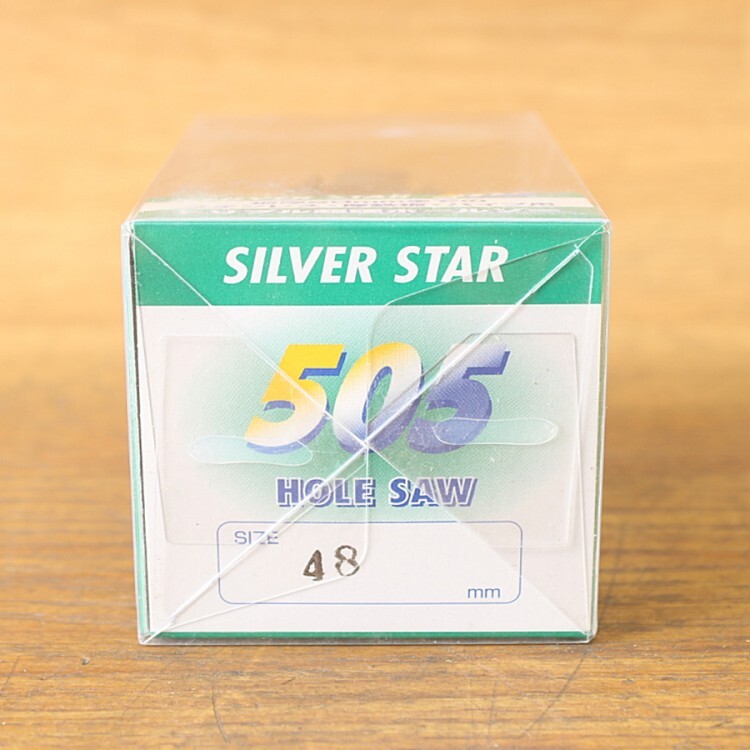 SILVER STAR
505
HOLE SAW
SIZE
48
mm